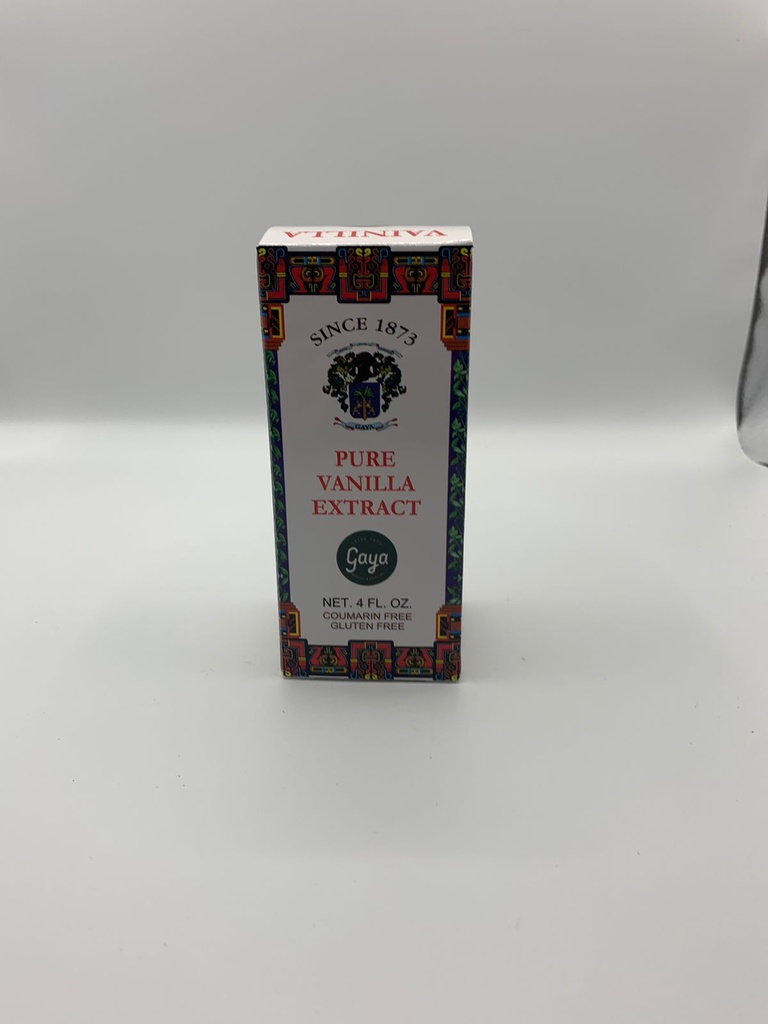 VAINILLA
SINCE 1873
GAYA
PURE
VANILLA
EXTRACT
Gaya
NET. 4 FL. OZ.
COUMARIN FREE
GLUTEN FREE